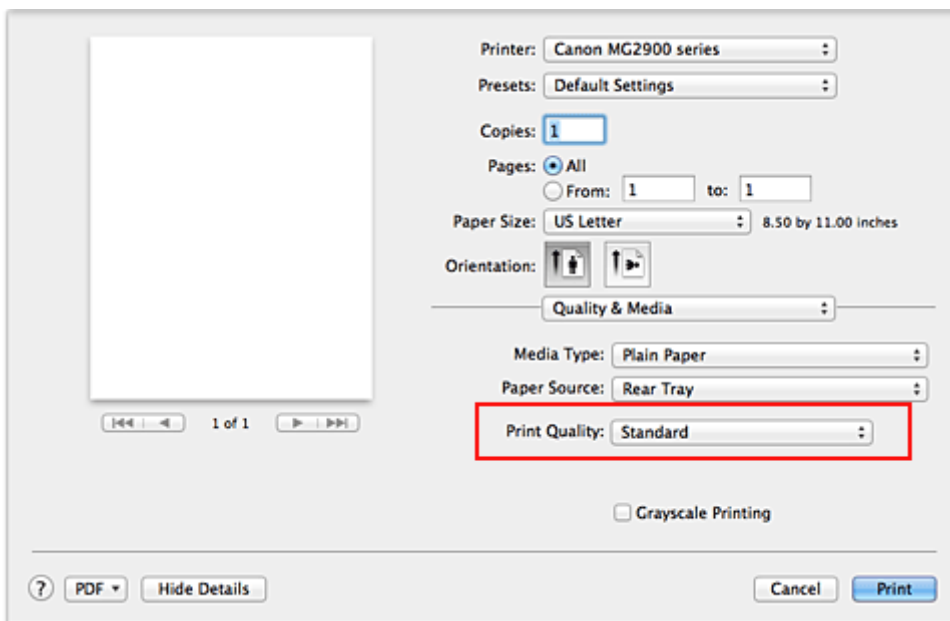 Printer: Canon MG2900 series
Presets: Default Settings
Copies: 1
Pages: All
From: 1 to: 1
Paper Size: US Letter 8.50 by 11.00 inches
Orientation:
Quality & Media
Media Type: Plain Paper
Paper Source: Rear Tray
1 of 1
Print Quality: Standard
Grayscale Printing
? PDF Hide Details Cancel Print